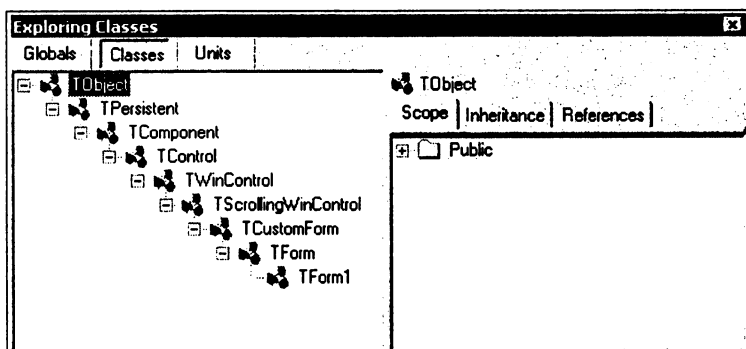 Exploring Classes
Globals Classes Units
TObject
TPersistent
TComponent
TControl
TWinControl
TScrollingWinControl
TCustomForm
TForm
TForm1
TObject
Scope Inheritance References
Public